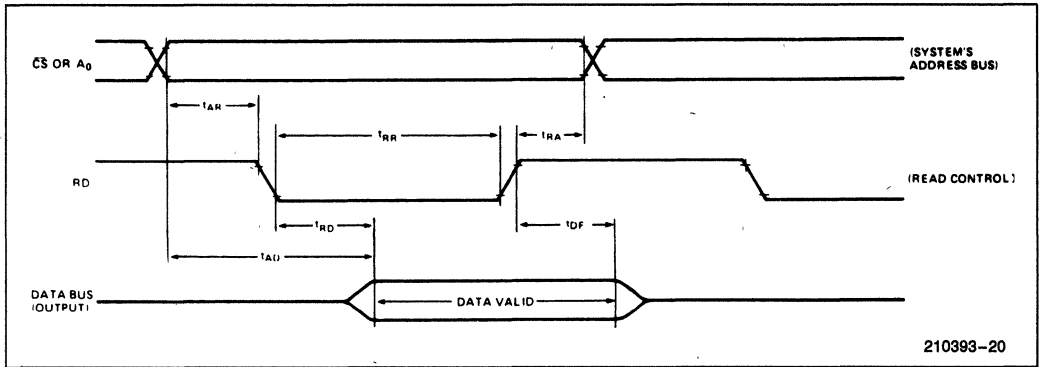 C̅S̅ OR A₀
(SYSTEM'S
ADDRESS BUS)
tAR
tRR
tRA
RD
(READ CONTROL)
tRD
tDF
tAD
DATA BUS
(OUTPUT)
DATA VALID
210393–20